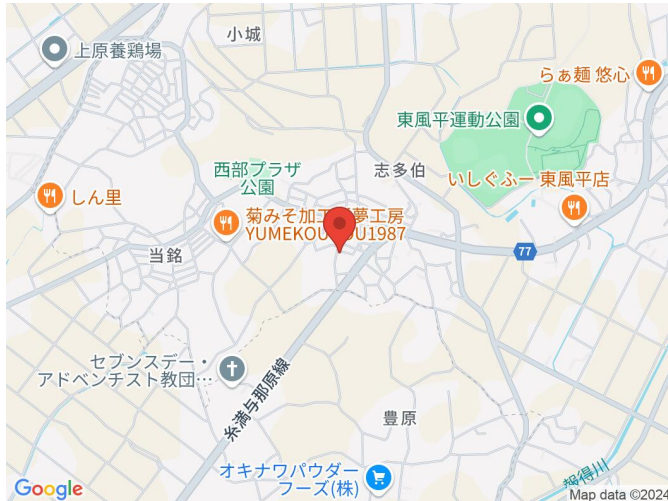 小城
上原養鶏場
らぁ麺 悠心
東風平運動公園
志多伯
西部プラザ
公園
いしぐふー 東風平店
しん里
菊みそ加工
夢工房
YUMEKOU
OU1987
当銘
77
セブンスデー・
アドベンチスト教団…
糸満与那原線
豊原
オキナワパウダー
フーズ(株)
Google
Map data ©2024